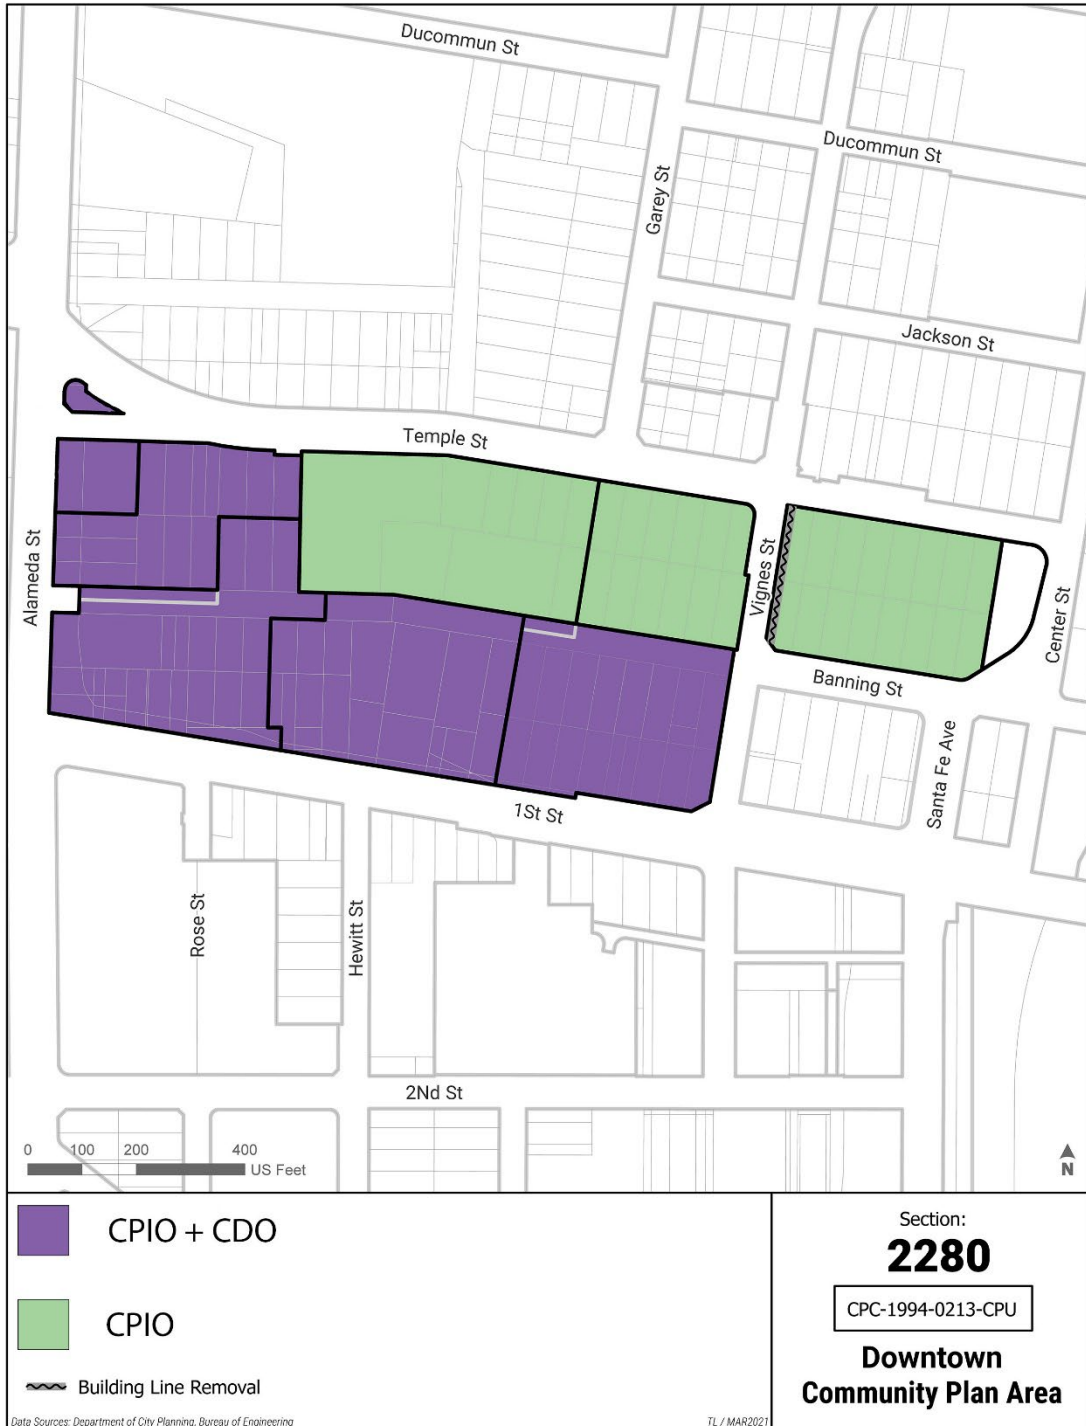 Ducommun St
Ducommun St
Garey St
Jackson St
Temple St
Alameda St
Vignes St
Center St
Banning St
Santa Fe Ave
1St St
Rose St
Hewitt St
2Nd St
0 100 200 400
US Feet
N
CPIO + CDO
CPIO
Building Line Removal
Data Sources: Department of City Planning, Bureau of Engineering
TL / MAR2021
Section:
2280
CPC-1994-0213-CPU
Downtown
Community Plan Area